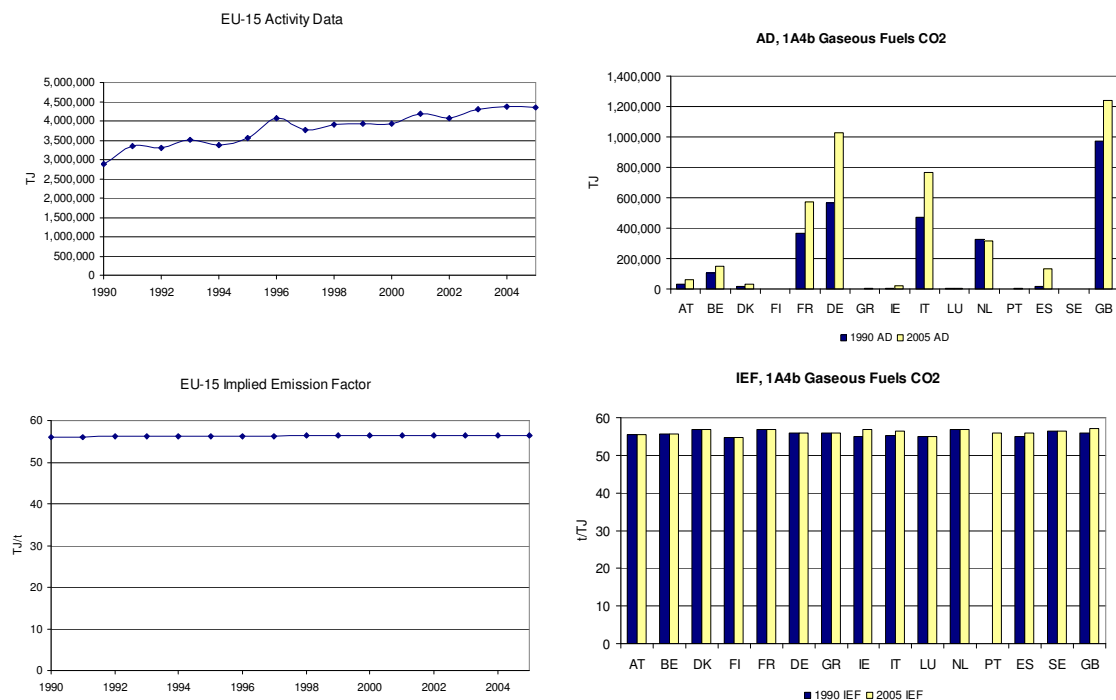 EU-15 Activity Data
5,000,000
4,500,000
4,000,000
3,500,000
3,000,000
2,500,000
2,000,000
1,500,000
1,000,000
500,000
0
TJ
1990 1992 1994 1996 1998 2000 2002 2004
AD, 1A4b Gaseous Fuels CO2
1,400,000
1,200,000
1,000,000
800,000
600,000
400,000
200,000
0
TJ
AT BE DK FI FR DE GR IE IT LU NL PT ES SE GB
1990 AD 2005 AD
EU-15 Implied Emission Factor
60
50
40
30
20
10
0
TJ/t
1990 1992 1994 1996 1998 2000 2002 2004
IEF, 1A4b Gaseous Fuels CO2
60
50
40
30
20
10
0
t/TJ
AT BE DK FI FR DE GR IE IT LU NL PT ES SE GB
1990 IEF 2005 IEF